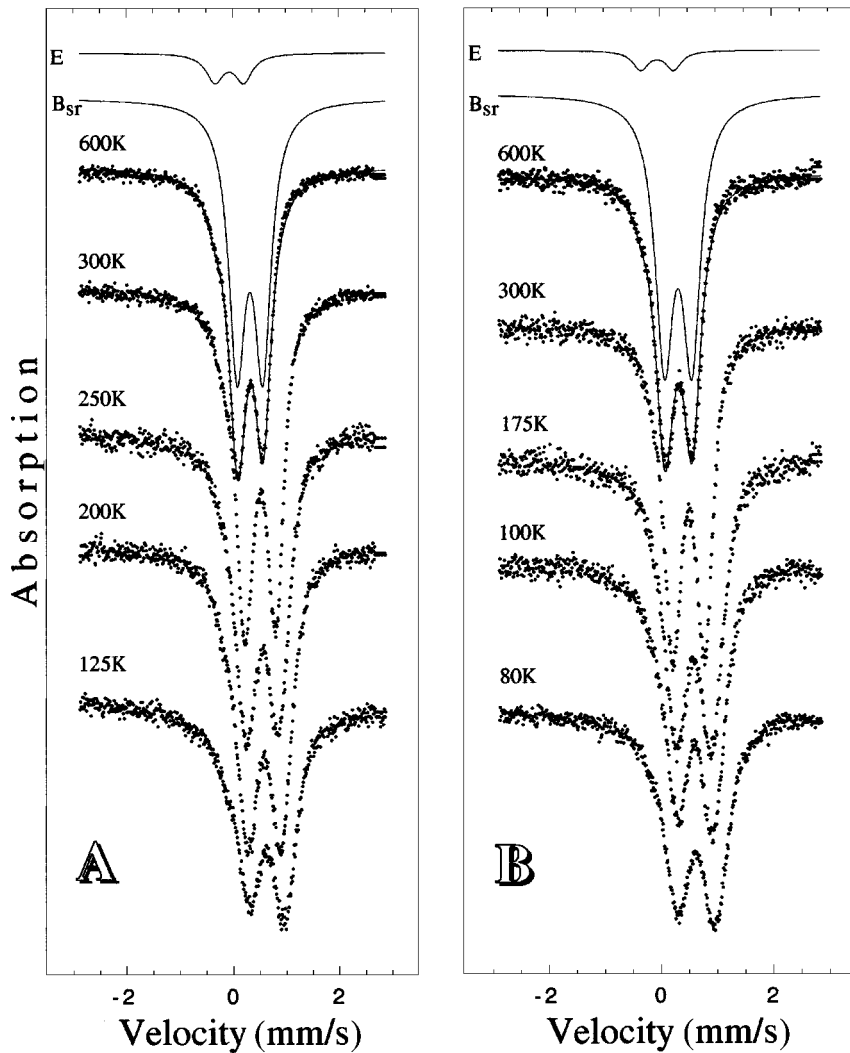 E
B_sr
600K
300K
250K
200K
125K
A
Absorption
-2 0 2
Velocity (mm/s)
E
B_sr
600K
300K
175K
100K
80K
B
-2 0 2
Velocity (mm/s)